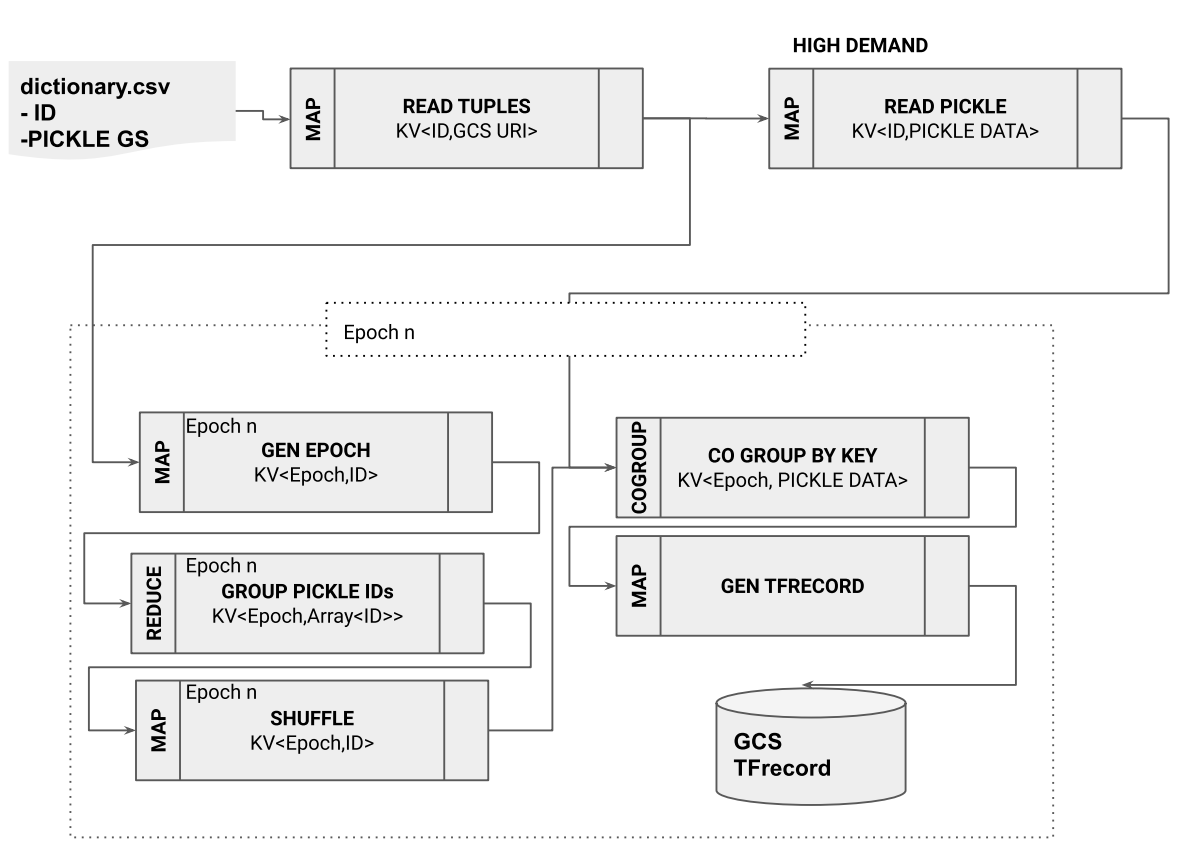 HIGH DEMAND
dictionary.csv
- ID
-PICKLE GS
MAP
READ TUPLES
KV<ID,GCS URI>
MAP
READ PICKLE
KV<ID,PICKLE DATA>
Epoch n
MAP
Epoch n
GEN EPOCH
KV<Epoch,ID>
COGROUP
CO GROUP BY KEY
KV<Epoch, PICKLE DATA>
REDUCE
Epoch n
GROUP PICKLE IDs
KV<Epoch,Array<ID>>
MAP
GEN TFRECORD
MAP
Epoch n
SHUFFLE
KV<Epoch,ID>
GCS
TFrecord